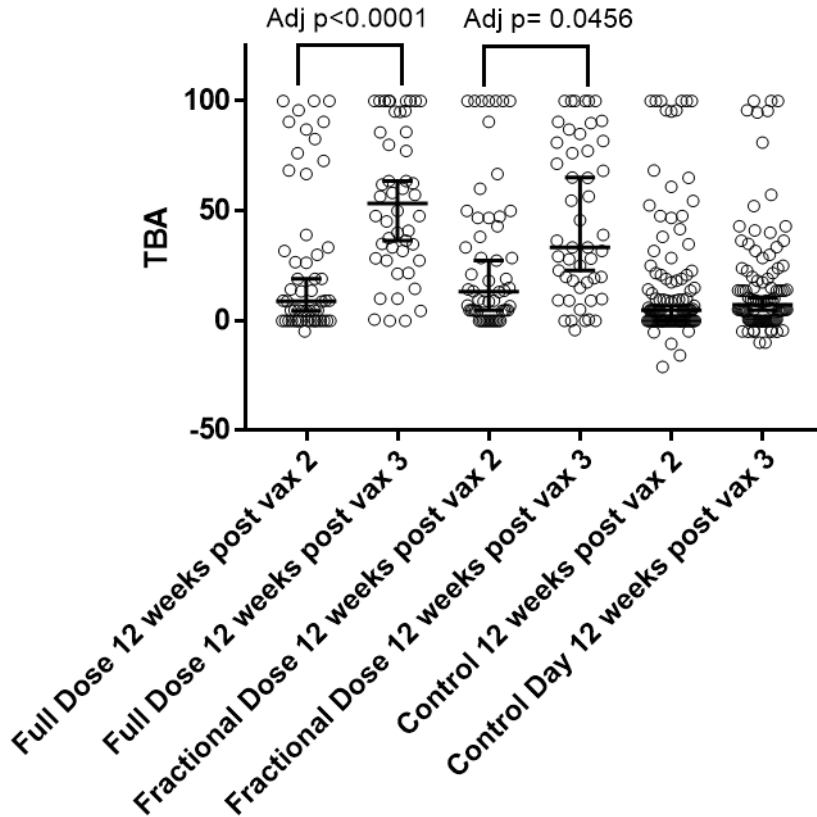 Adj p<0.0001
Adj p= 0.0456
TBA
100
50
0
-50
Full Dose 12 weeks post vax 2
Full Dose 12 weeks post vax 3
Fractional Dose 12 weeks post vax 2
Fractional Dose 12 weeks post vax 3
Control 12 weeks post vax 2
Control Day 12 weeks post vax 3